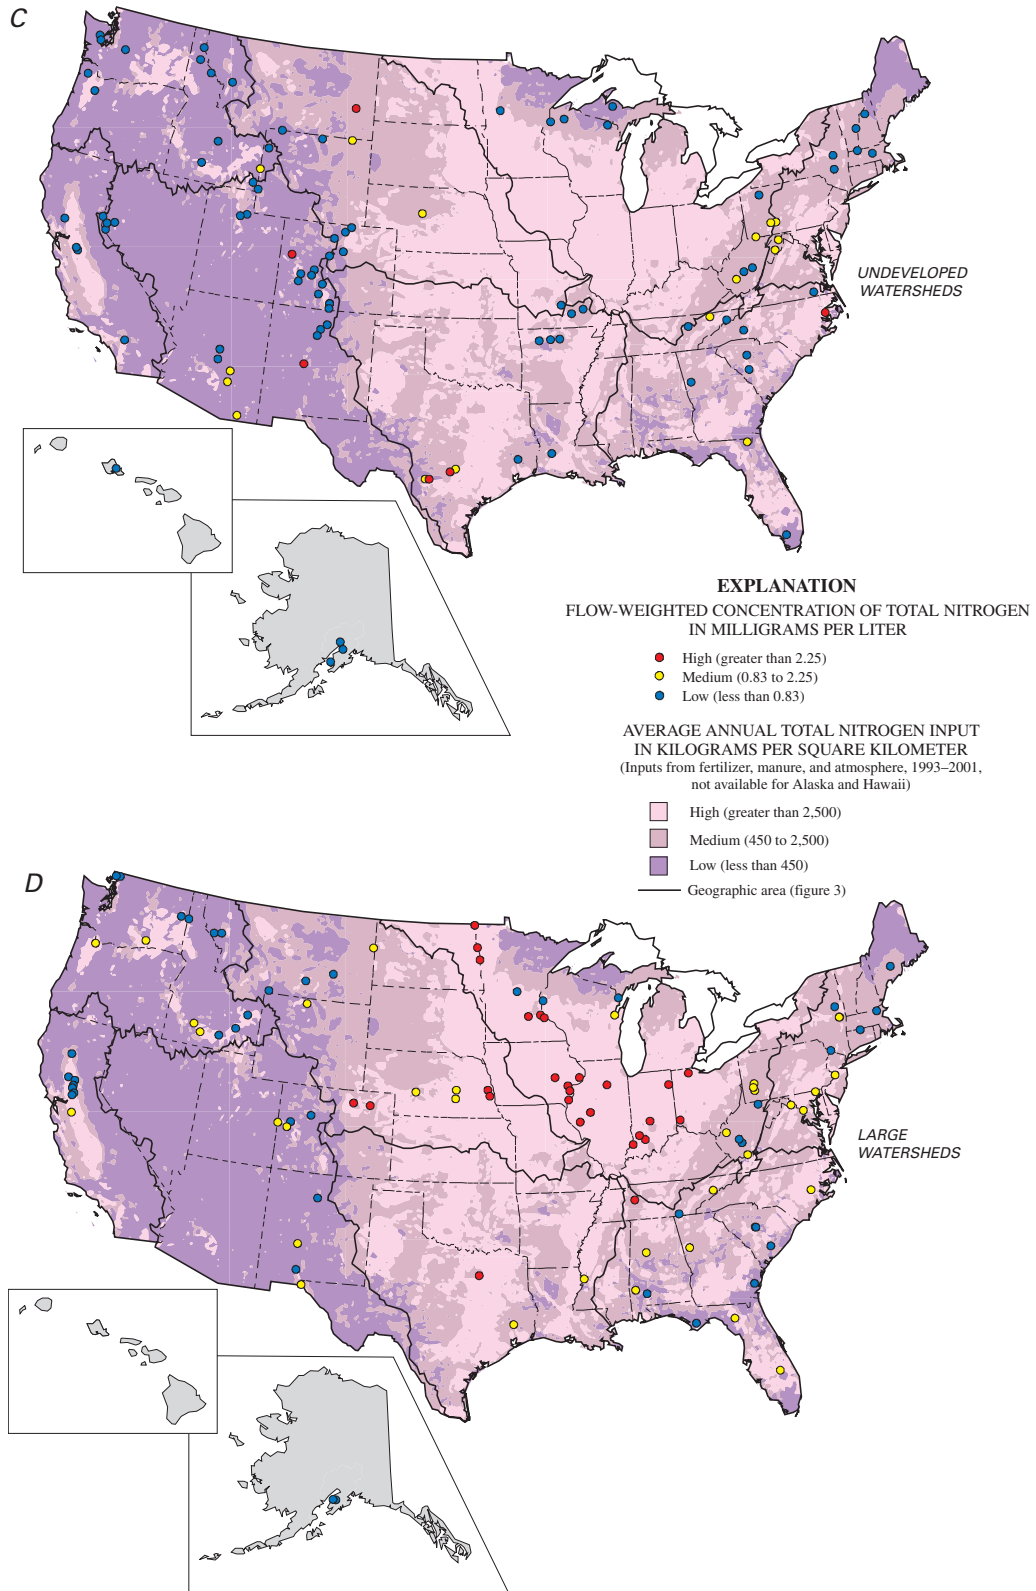 C
UNDEVELOPED
WATERSHEDS
EXPLANATION
FLOW-WEIGHTED CONCENTRATION OF TOTAL NITROGEN
IN MILLIGRAMS PER LITER
High (greater than 2.25)
Medium (0.83 to 2.25)
Low (less than 0.83)
AVERAGE ANNUAL TOTAL NITROGEN INPUT
IN KILOGRAMS PER SQUARE KILOMETER
(Inputs from fertilizer, manure, and atmosphere, 1993–2001,
not available for Alaska and Hawaii)
High (greater than 2,500)
Medium (450 to 2,500)
Low (less than 450)
Geographic area (figure 3)
D
LARGE
WATERSHEDS